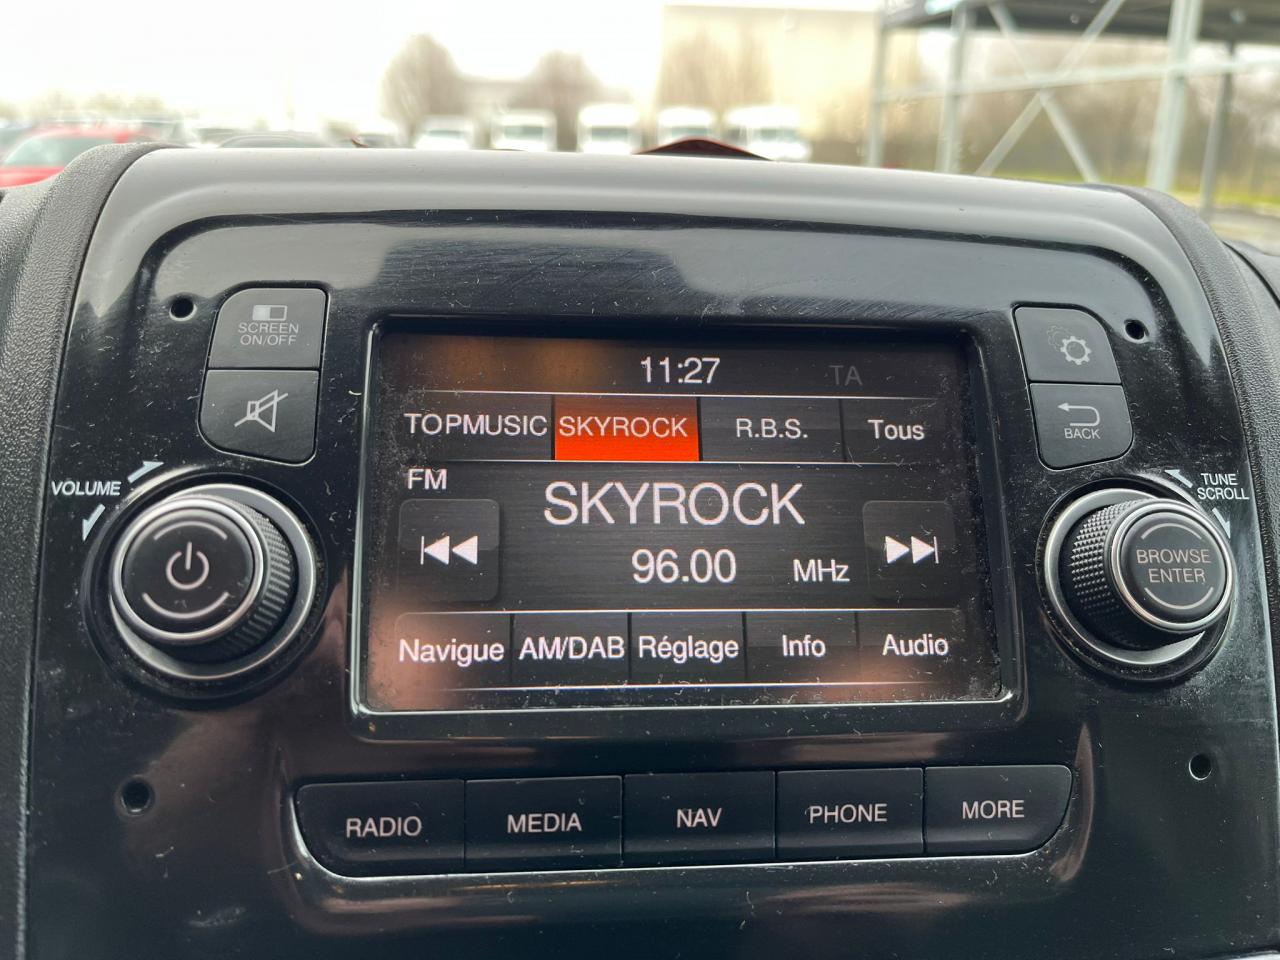 SCREEN
ON/OFF
11:27 TA
TOPMUSIC SKYROCK R.B.S. Tous
BACK
VOLUME
FM
SKYROCK
96.00 MHz
TUNE
SCROLL
BROWSE
ENTER
Navigue AM/DAB Réglage Info Audio
RADIO MEDIA NAV PHONE MORE